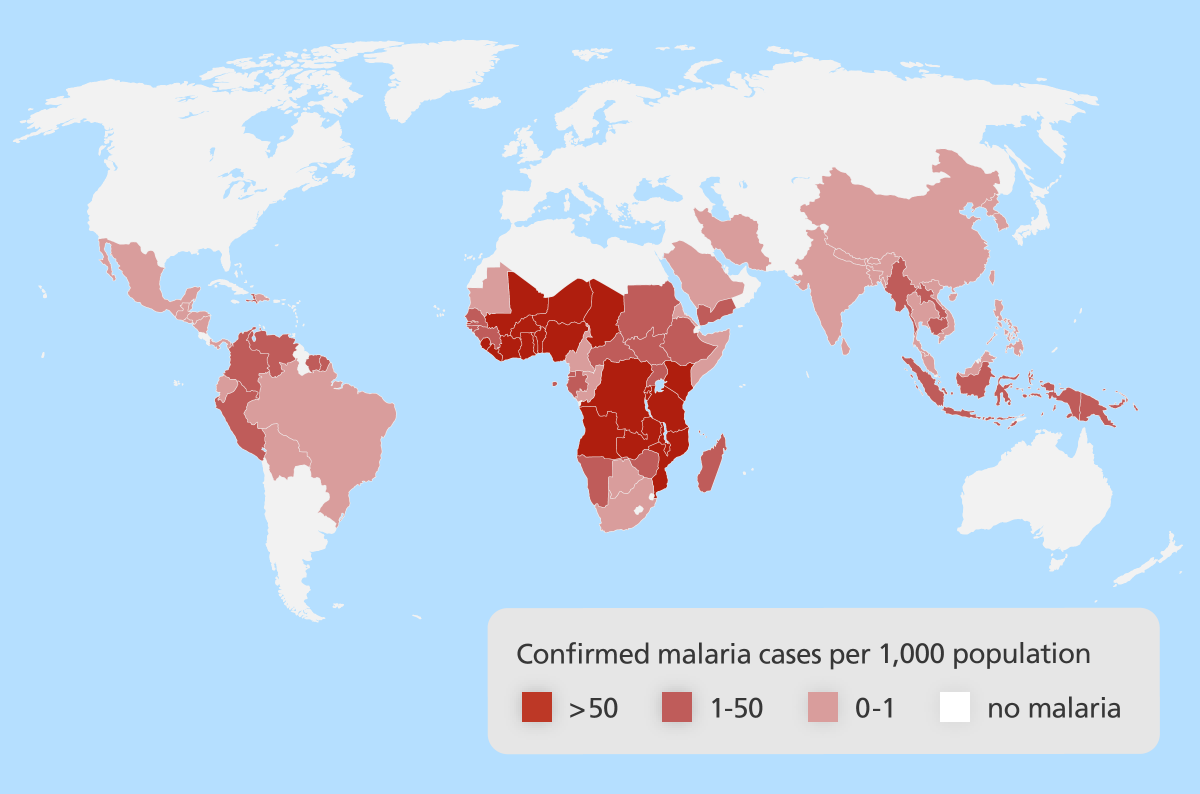 Confirmed malaria cases per 1,000 population
>50 1-50 0-1 no malaria